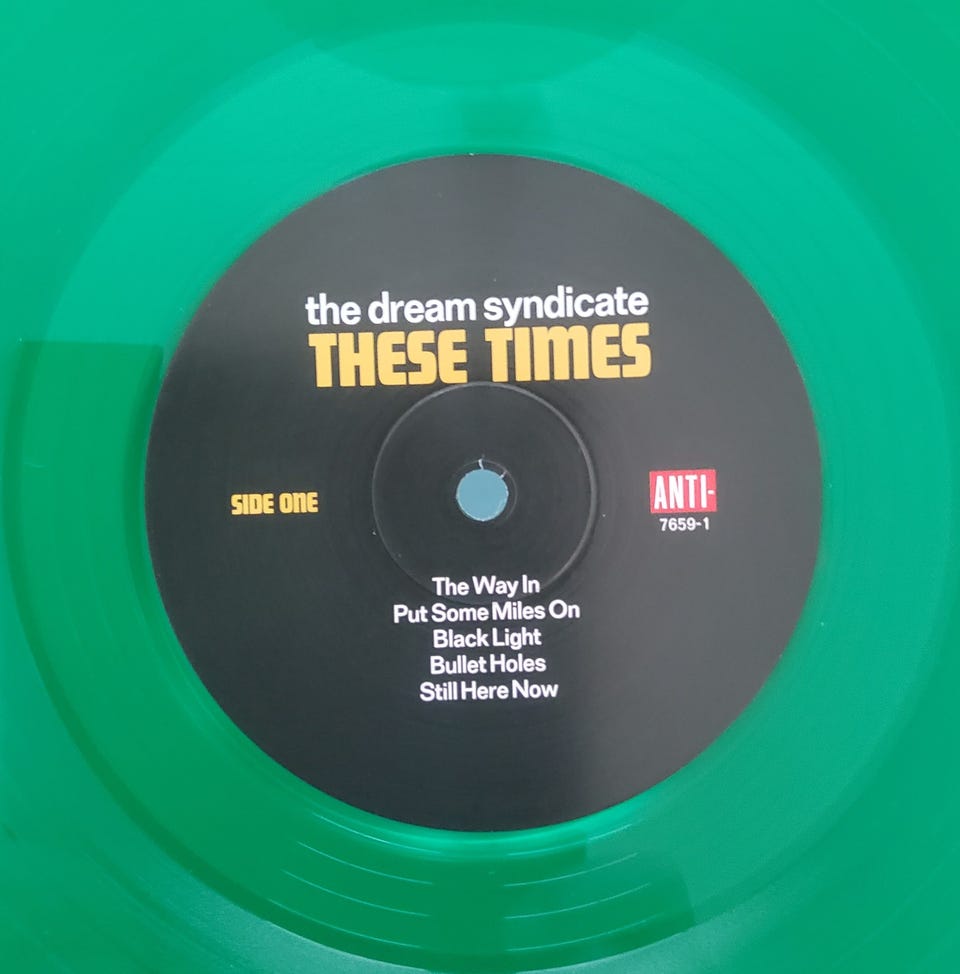 the dream syndicate
THESE TIMES
SIDE ONE
ANTI-
7659-1
The Way In
Put Some Miles On
Black Light
Bullet Holes
Still Here Now